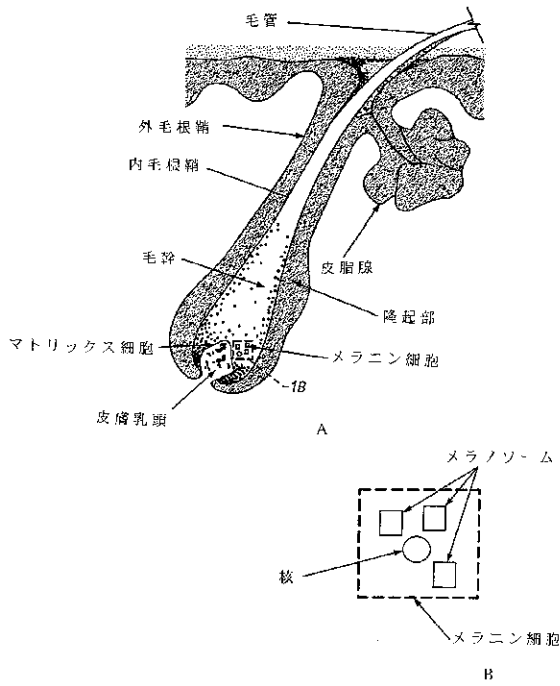 毛管
外毛根鞘
内毛根鞘
毛幹
皮脂腺
隆起部
マトリックス細胞
メラニン細胞
1B
皮膚乳頭
A
メラノソーム
核
メラニン細胞
B